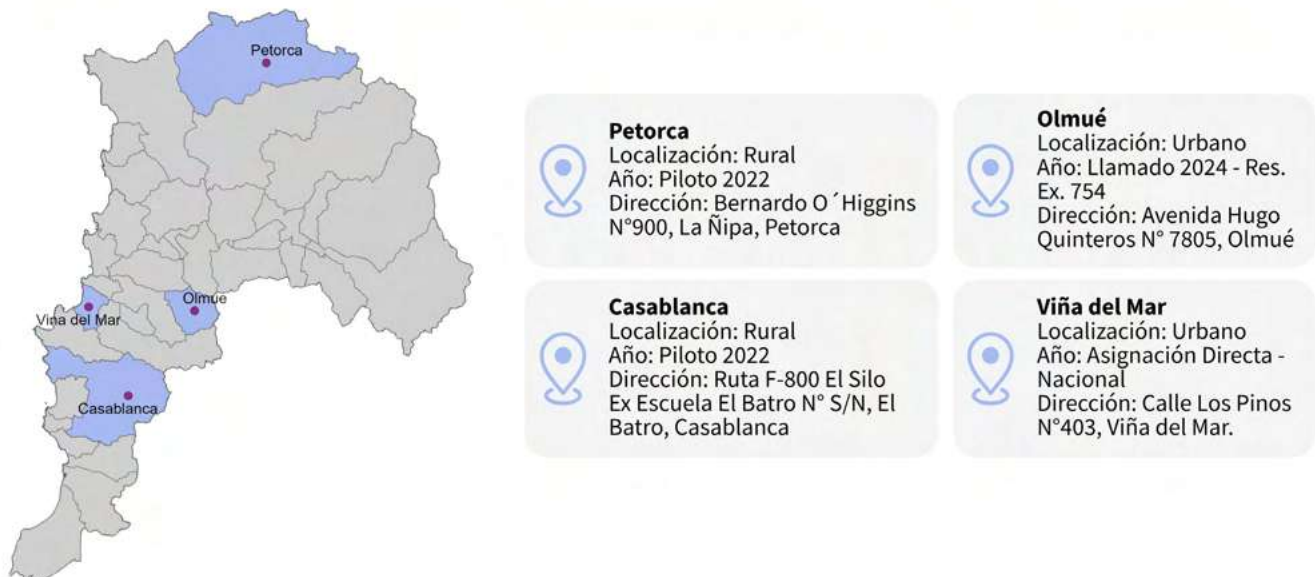 Petorca
Olmue
Vina del Mar
Casablanca
Petorca
Localización: Rural
Año: Piloto 2022
Dirección: Bernardo O ´Higgins
N°900, La Ñipa, Petorca
Olmué
Localización: Urbano
Año: Llamado 2024 - Res.
Ex. 754
Dirección: Avenida Hugo
Quinteros N° 7805, Olmué
Casablanca
Localización: Rural
Año: Piloto 2022
Dirección: Ruta F-800 El Silo
Ex Escuela El Batro N° S/N, El
Batro, Casablanca
Viña del Mar
Localización: Urbano
Año: Asignación Directa -
Nacional
Dirección: Calle Los Pinos
N°403, Viña del Mar.